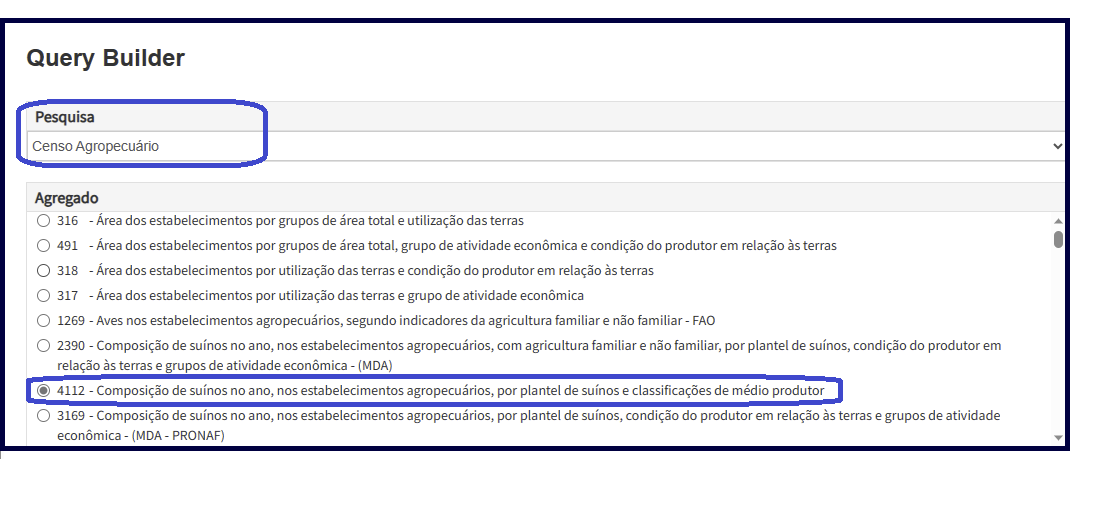 Query Builder
Pesquisa
Censo Agropecuário
Agregado
316 - Área dos estabelecimentos por grupos de área total e utilização das terras
491 - Área dos estabelecimentos por grupos de área total, grupo de atividade econômica e condição do produtor em relação às terras
318 - Área dos estabelecimentos por utilização das terras e condição do produtor em relação às terras
317 - Área dos estabelecimentos por utilização das terras e grupo de atividade econômica
1269 - Aves nos estabelecimentos agropecuários, segundo indicadores da agricultura familiar e não familiar - FAO
2390 - Composição de suínos no ano, nos estabelecimentos agropecuários, com agricultura familiar e não familiar, por plantel de suínos, condição do produtor em
relação às terras e grupos de atividade econômica - (MDA)
4112 - Composição de suínos no ano, nos estabelecimentos agropecuários, por plantel de suínos e classificações de médio produtor
3169 - Composição de suínos no ano, nos estabelecimentos agropecuários, por plantel de suínos, condição do produtor em relação às terras e grupos de atividade
econômica - (MDA - PRONAF)